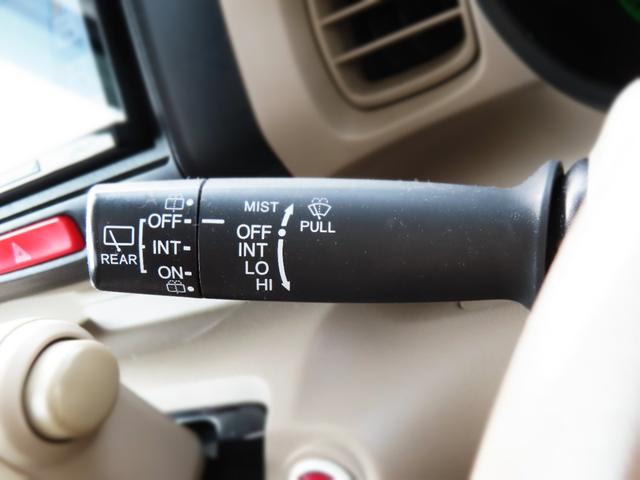 REAR
OFF
INT
ON
MIST
OFF
INT
LO
HI
PULL